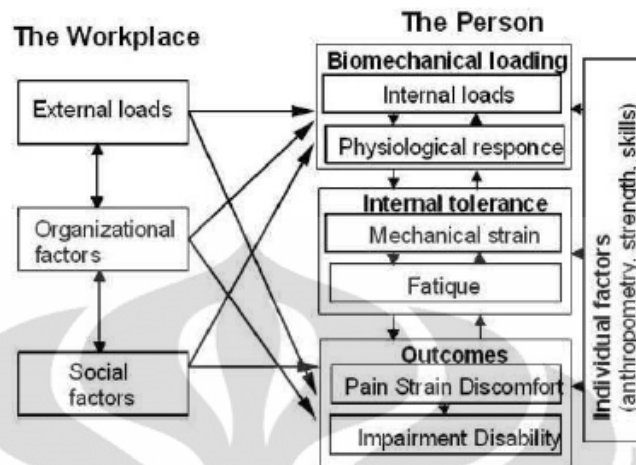 The Person
The Workplace
Biomechanical loading
External loads
Internal loads
Physiological responce
Internal tolerance
Organizational
factors
Mechanical strain
Fatique
Outcomes
Social
factors
Pain Strain Discomfort
Impairment Disability
Individual factors
(anthropometry, strength, skills)